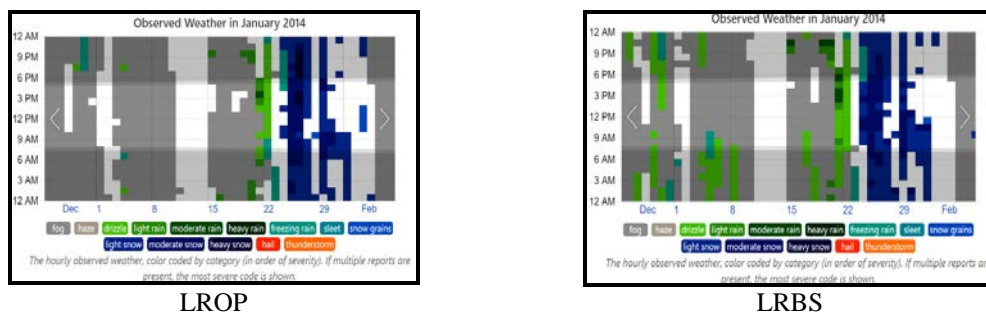 Observed Weather in January 2014
12 AM
9 PM
6 PM
3 PM
12 PM
9 AM
6 AM
3 AM
12 AM
Dec 1 8 15 22 29 Feb
fog haze drizzle light rain moderate rain heavy rain freezing rain sleet snow grains
light snow moderate snow heavy snow hail thunderstorm
The hourly observed weather, color coded by category (in order of severity). If multiple reports are
present, the most severe code is shown.
LROP
Observed Weather in January 2014
12 AM
9 PM
6 PM
3 PM
12 PM
9 AM
6 AM
3 AM
12 AM
Dec 1 8 15 22 29 Feb
fog haze drizzle light rain moderate rain heavy rain freezing rain sleet snow grains
light snow moderate snow heavy snow hail thunderstorm
The hourly observed weather, color coded by category (in order of severity). If multiple reports are
present, the most severe code is shown.
LRBS